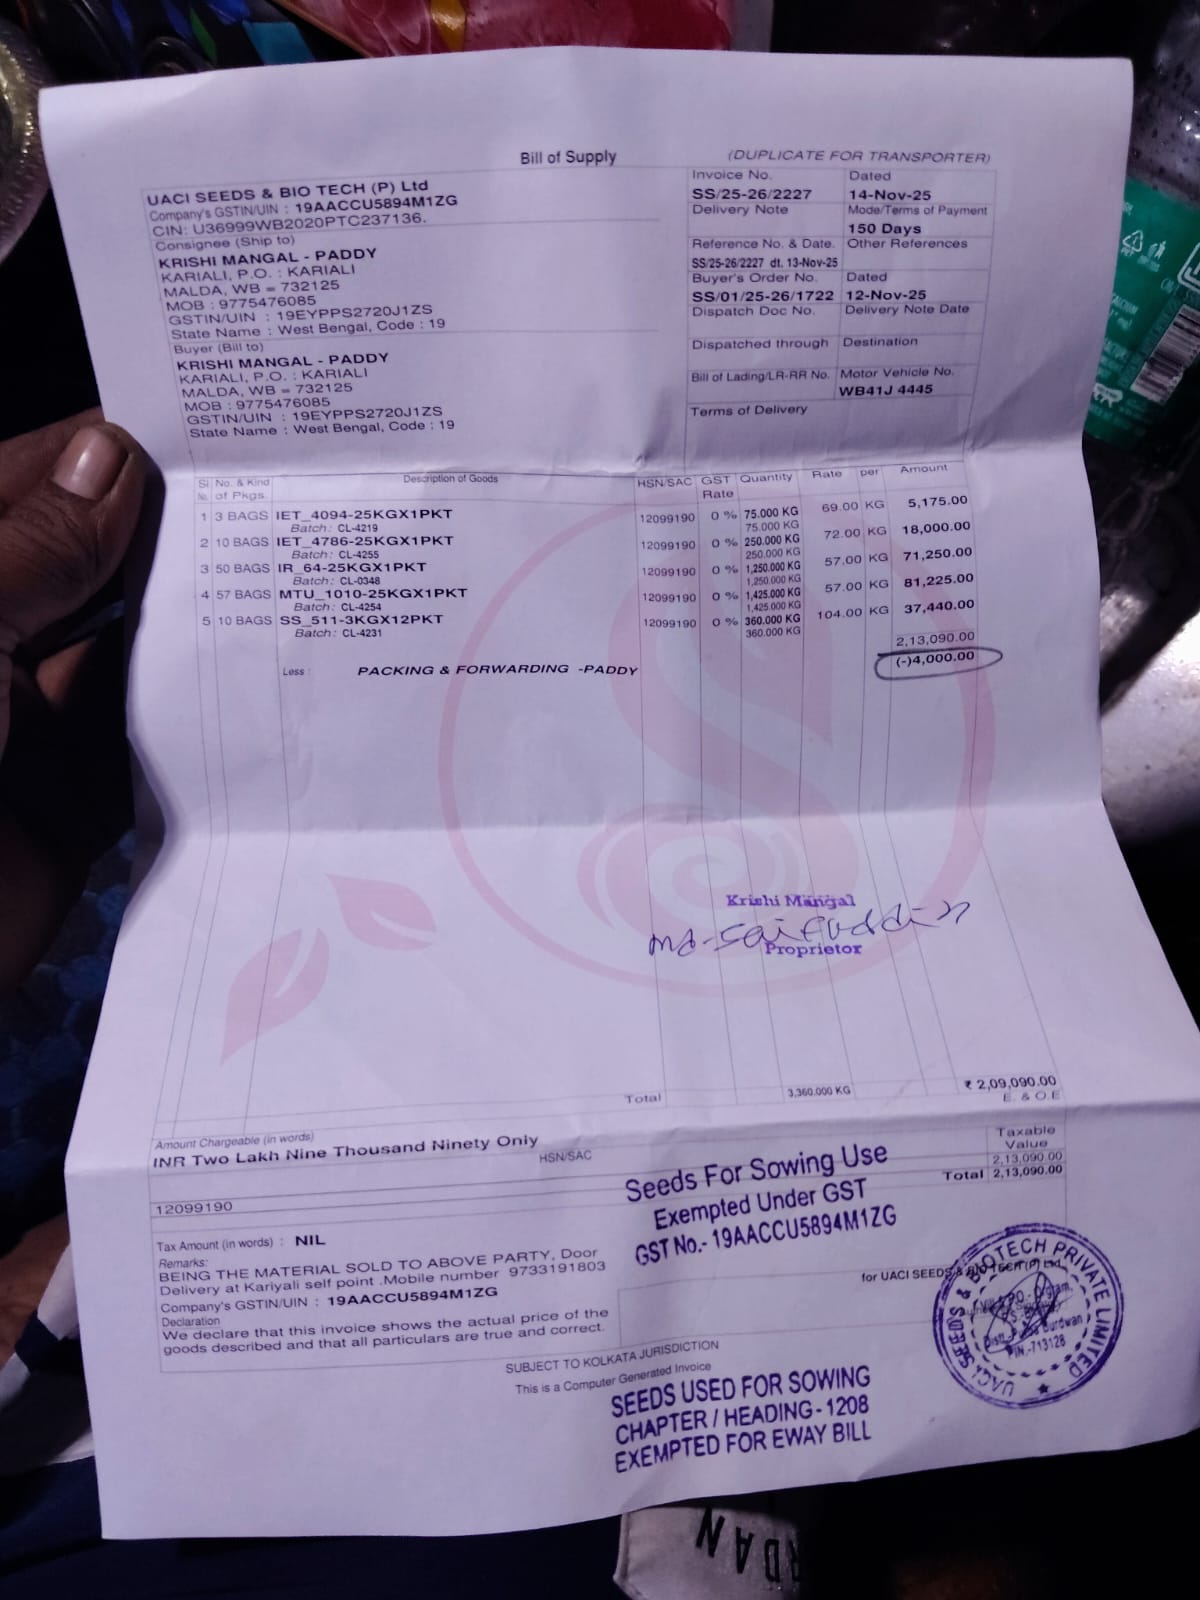 Bill of Supply
(DUPLICATE FOR TRANSPORTER)
UACI SEEDS & BIO TECH (P) Ltd
Company's GSTIN/UIN : 19AACCU5894M1ZG
CIN: U36999WB2020PTC237136.
Consignee (Ship to)
KRISHI MANGAL - PADDY
KARIALI, P.O. : KARIALI
MALDA, WB = 732125
MOB : 9775476085
GSTIN/UIN : 19EYPPS2720J1ZS
State Name : West Bengal, Code : 19
Buyer (Bill to)
KRISHI MANGAL - PADDY
KARIALI, P.O. : KARIALI
MALDA, WB = 732125
MOB : 9775476085
GSTIN/UIN : 19EYPPS2720J1ZS
State Name : West Bengal, Code : 19
Invoice No. Dated
SS/25-26/2227 14-Nov-25
Delivery Note Mode/Terms of Payment
150 Days
Reference No. & Date. Other References
SS/25-26/2227 dt. 13-Nov-25
Buyer's Order No. Dated
SS/01/25-26/1722 12-Nov-25
Dispatch Doc No. Delivery Note Date
Dispatched through Destination
Bill of Lading/LR-RR No. Motor Vehicle No.
WB41J 4445
Terms of Delivery
Sl No. & Kind Description of Goods HSN/SAC GST Quantity Rate per Amount
No. of Pkgs. Rate
1 3 BAGS IET_4094-25KGX1PKT 12099190 0 % 75.000 KG 69.00 KG 5,175.00
Batch: CL-4219 75.000 KG
2 10 BAGS IET_4786-25KGX1PKT 12099190 0 % 250.000 KG 72.00 KG 18,000.00
Batch: CL-4255 250.000 KG
3 50 BAGS IR_64-25KGX1PKT 12099190 0 % 1,250.000 KG 57.00 KG 71,250.00
Batch: CL-0348 1,250.000 KG
4 57 BAGS MTU_1010-25KGX1PKT 12099190 0 % 1,425.000 KG 57.00 KG 81,225.00
Batch: CL-4254 1,425.000 KG
5 10 BAGS SS_511-3KGX12PKT 12099190 0 % 360.000 KG 104.00 KG 37,440.00
Batch: CL-4231 360.000 KG
2,13,090.00
Less : PACKING & FORWARDING -PADDY (-)4,000.00
Krishi Mangal
Md-Saifuddin
Proprietor
Total 3,360.000 KG ₹ 2,09,090.00
E. & O.E
Amount Chargeable (in words)
INR Two Lakh Nine Thousand Ninety Only
HSN/SAC Taxable
Value
12099190 2,13,090.00
Total 2,13,090.00
Seeds For Sowing Use
Exempted Under GST
GST No.- 19AACCU5894M1ZG
Tax Amount (in words) : NIL
Remarks:
BEING THE MATERIAL SOLD TO ABOVE PARTY, Door
Delivery at Kariyali self point .Mobile number 9733191803
Company's GSTIN/UIN : 19AACCU5894M1ZG
Declaration
We declare that this invoice shows the actual price of the
goods described and that all particulars are true and correct.
for UACI SEEDS & BIO TECH (P) Ltd
UACI SEEDS & BIOTECH PRIVATE LIMITED
Burdwan
PIN.-713128
SUBJECT TO KOLKATA JURISDICTION
This is a Computer Generated Invoice
SEEDS USED FOR SOWING
CHAPTER / HEADING - 1208
EXEMPTED FOR EWAY BILL